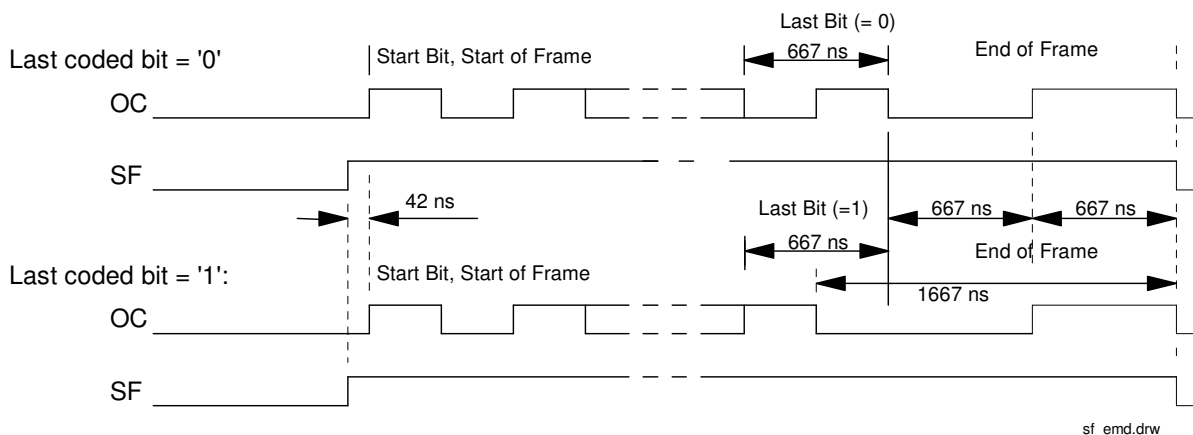 Last Bit (= 0)
Last coded bit = '0'
Start Bit, Start of Frame
667 ns
End of Frame
OC
SF
42 ns
Last Bit (=1)
667 ns
667 ns
667 ns
End of Frame
Last coded bit = '1':
Start Bit, Start of Frame
1667 ns
OC
SF
sf_emd.drw